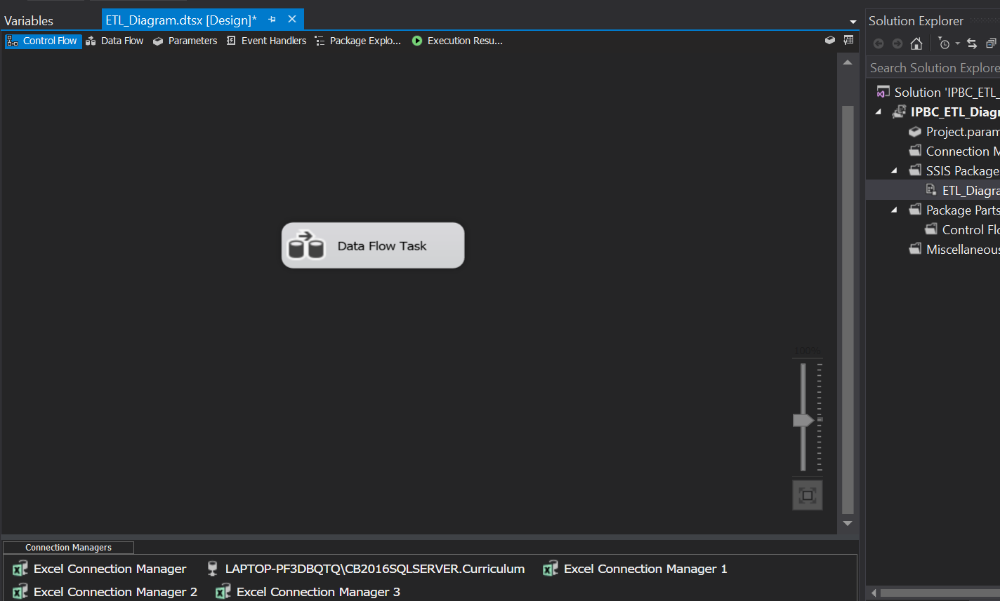 Variables
ETL_Diagram.dtsx [Design]*
Solution Explorer
Control Flow
Data Flow
Parameters
Event Handlers
Package Explo...
Execution Resu...
Search Solution Explore
Solution 'IPBC_ETL_
IPBC_ETL_Diagr
Project.param
Connection M
SSIS Package
ETL_Diagra
Package Parts
Control Flo
Miscellaneous
Data Flow Task
100%
Connection Managers
Excel Connection Manager
LAPTOP-PF3DBQTQ\CB2016SQLSERVER.Curriculum
Excel Connection Manager 1
Excel Connection Manager 2
Excel Connection Manager 3